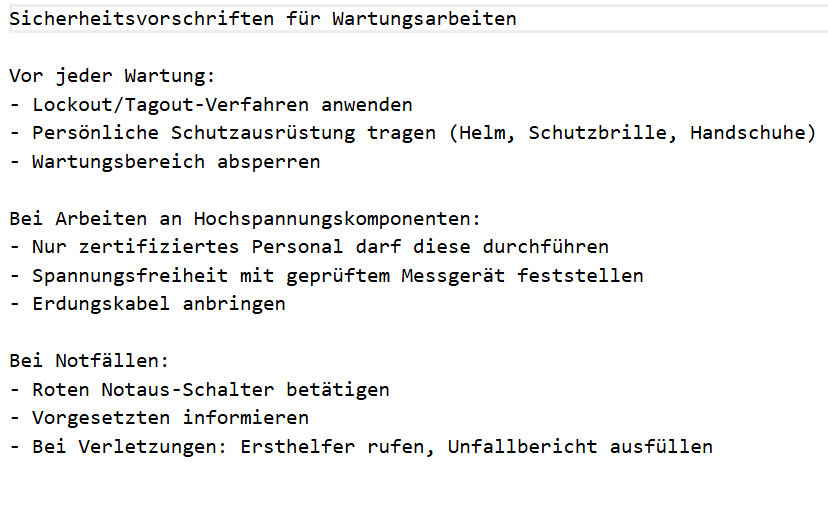 Sicherheitsvorschriften für Wartungsarbeiten
Vor jeder Wartung:
- Lockout/Tagout-Verfahren anwenden
- Persönliche Schutzausrüstung tragen (Helm, Schutzbrille, Handschuhe)
- Wartungsbereich absperren
Bei Arbeiten an Hochspannungskomponenten:
- Nur zertifiziertes Personal darf diese durchführen
- Spannungsfreiheit mit geprüftem Messgerät feststellen
- Erdungskabel anbringen
Bei Notfällen:
- Roten Notaus-Schalter betätigen
- Vorgesetzten informieren
- Bei Verletzungen: Ersthelfer rufen, Unfallbericht ausfüllen